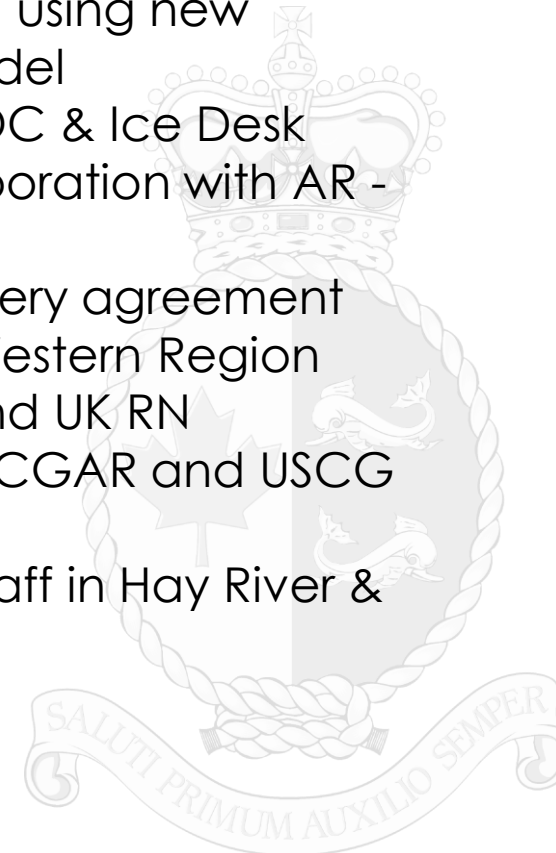 using new
del
OC & Ice Desk
boration with AR -
ery agreement
estern Region
nd UK RN
CGAR and USCG
aff in Hay River &
SALUTI PRIMUM AUXILIO SEMPER